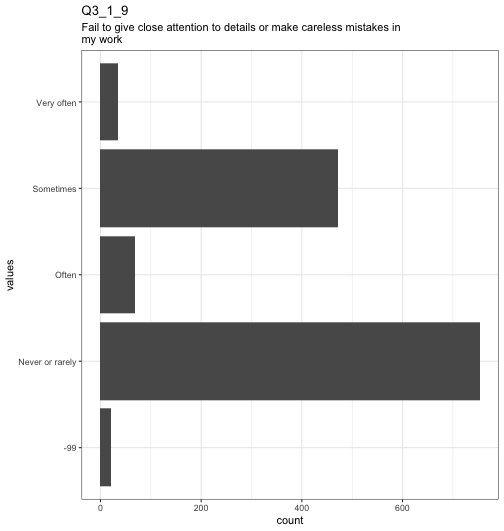 Q3_1_9
Fail to give close attention to details or make careless mistakes in
my work
Very often
Sometimes
Often
Never or rarely
-99
values
0 200 400 600
count